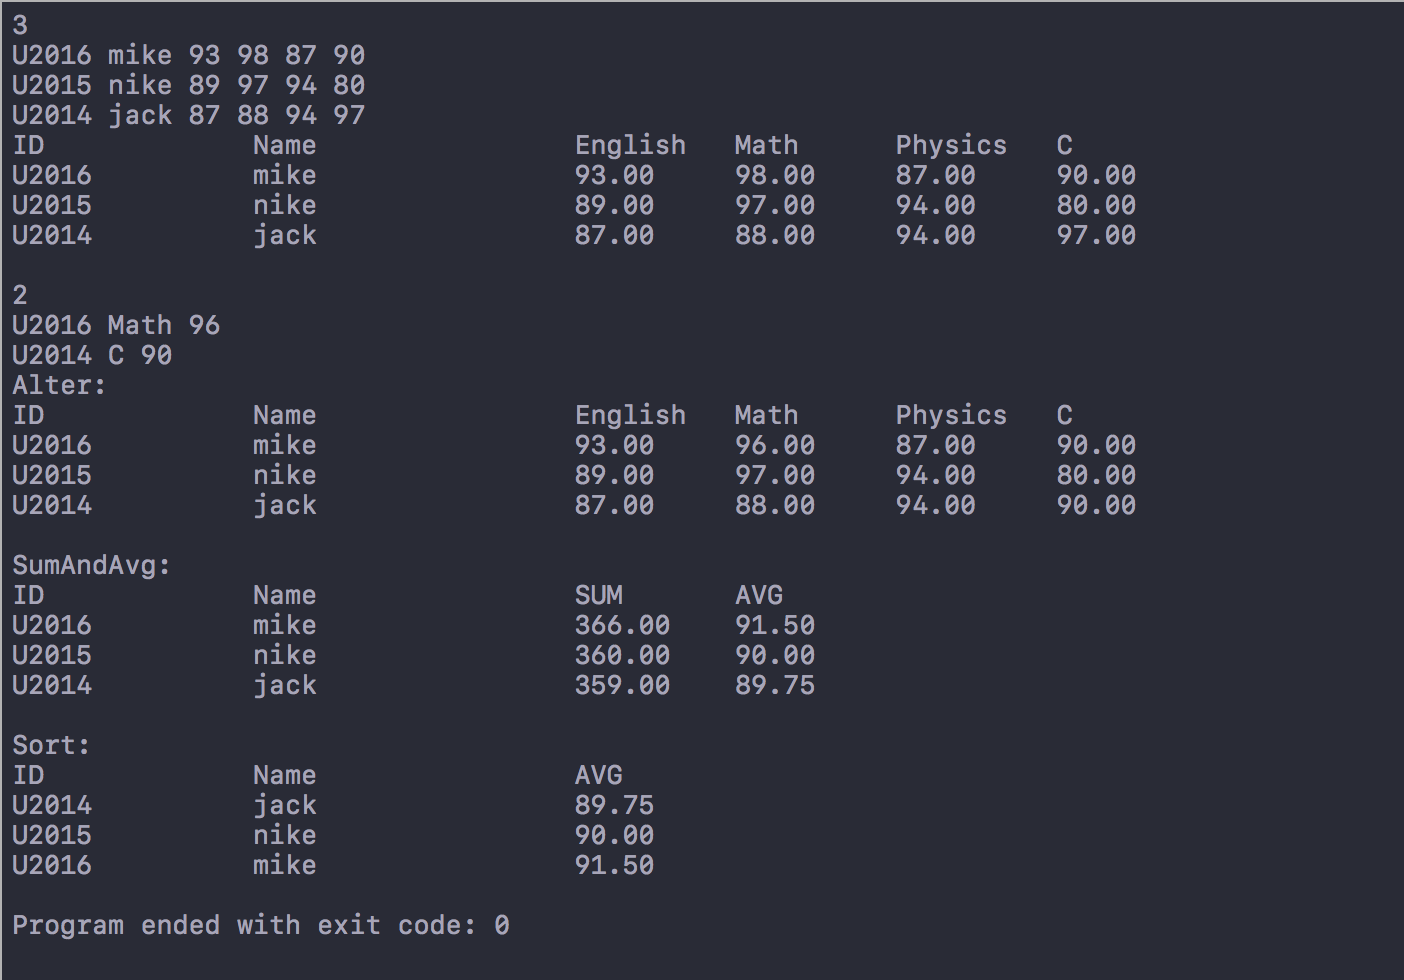 3
U2016 mike 93 98 87 90
U2015 nike 89 97 94 80
U2014 jack 87 88 94 97
ID Name English Math Physics C
U2016 mike 93.00 98.00 87.00 90.00
U2015 nike 89.00 97.00 94.00 80.00
U2014 jack 87.00 88.00 94.00 97.00
2
U2016 Math 96
U2014 C 90
Alter:
ID Name English Math Physics C
U2016 mike 93.00 96.00 87.00 90.00
U2015 nike 89.00 97.00 94.00 80.00
U2014 jack 87.00 88.00 94.00 90.00
SumAndAvg:
ID Name SUM AVG
U2016 mike 366.00 91.50
U2015 nike 360.00 90.00
U2014 jack 359.00 89.75
Sort:
ID Name AVG
U2014 jack 89.75
U2015 nike 90.00
U2016 mike 91.50
Program ended with exit code: 0